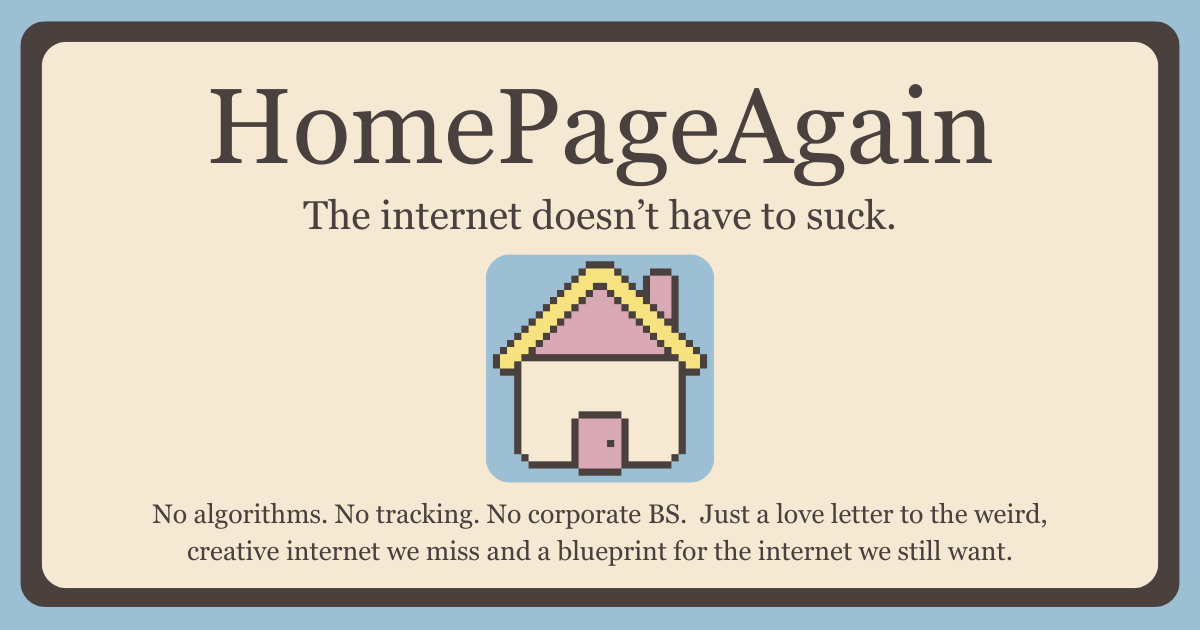 HomePageAgain
The internet doesn’t have to suck.
No algorithms. No tracking. No corporate BS.  Just a love letter to the weird,
creative internet we miss and a blueprint for the internet we still want.